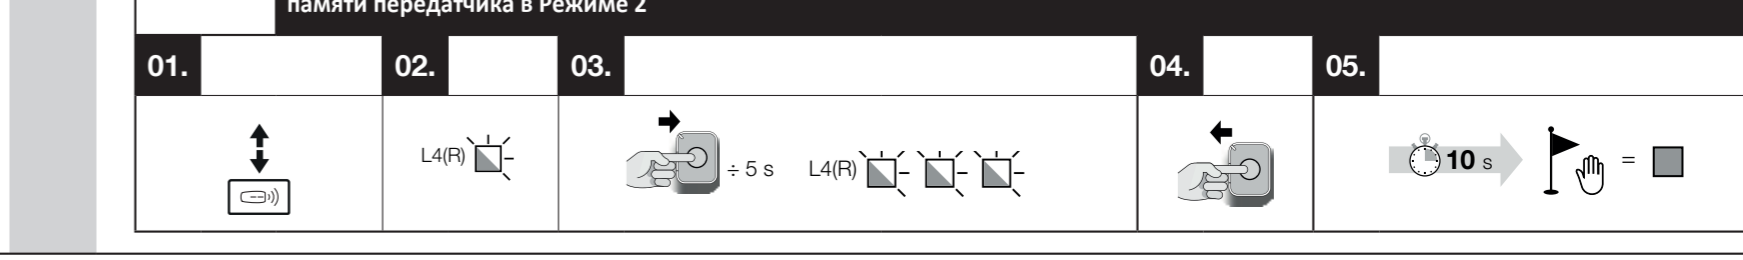 памяти передатчика в Режиме 2
01. 02. 03. 04. 05.
L4(R) ÷ 5 s L4(R) 10 s =